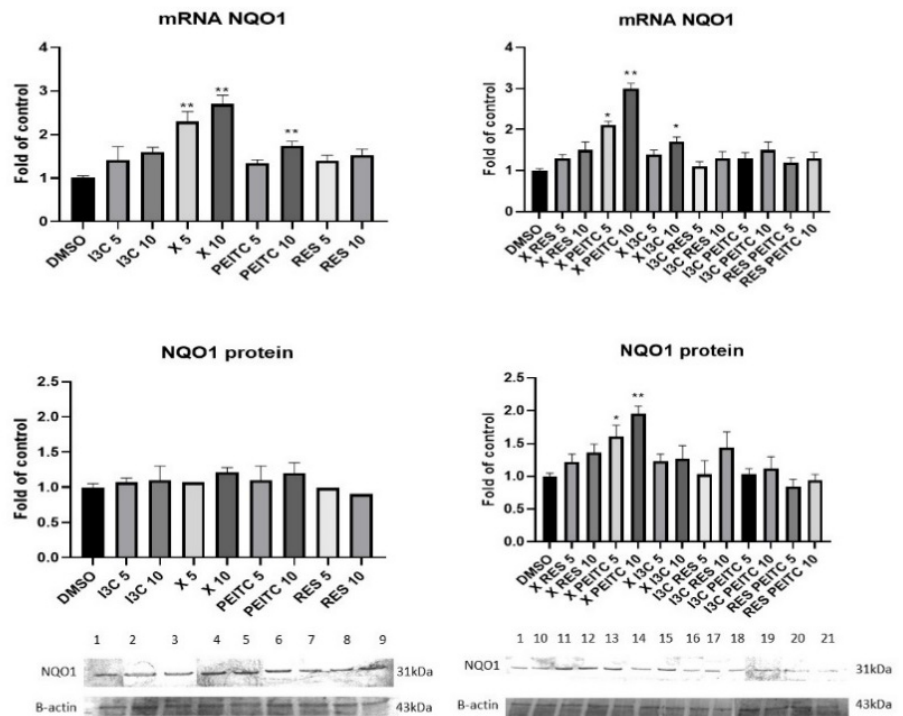 mRNA NQO1
Fold of control
4
3
2
1
0
** ** **
DMSO I3C 5 I3C 10 X 5 X 10 PEITC 5 PEITC 10 RES 5 RES 10
mRNA NQO1
Fold of control
4
3
2
1
0
* ** *
DMSO X RES 5 X RES 10 X PEITC 5 X PEITC 10 X I3C 5 X I3C 10 I3C RES 5 I3C RES 10 I3C PEITC 5 I3C PEITC 10 RES PEITC 5 RES PEITC 10
NQO1 protein
Fold of control
2.5
2.0
1.5
1.0
0.5
0.0
DMSO I3C 5 I3C 10 X 5 X 10 PEITC 5 PEITC 10 RES 5 RES 10
1 2 3 4 5 6 7 8 9
NQO1 31kDa
B-actin 43kDa
NQO1 protein
Fold of control
2.5
2.0
1.5
1.0
0.5
0.0
* **
DMSO X RES 5 X RES 10 X PEITC 5 X PEITC 10 X I3C 5 X I3C 10 I3C RES 5 I3C RES 10 I3C PEITC 5 I3C PEITC 10 RES PEITC 5 RES PEITC 10
1 10 11 12 13 14 15 16 17 18 19 20 21
NQO1 31kDa
B-actin 43kDa